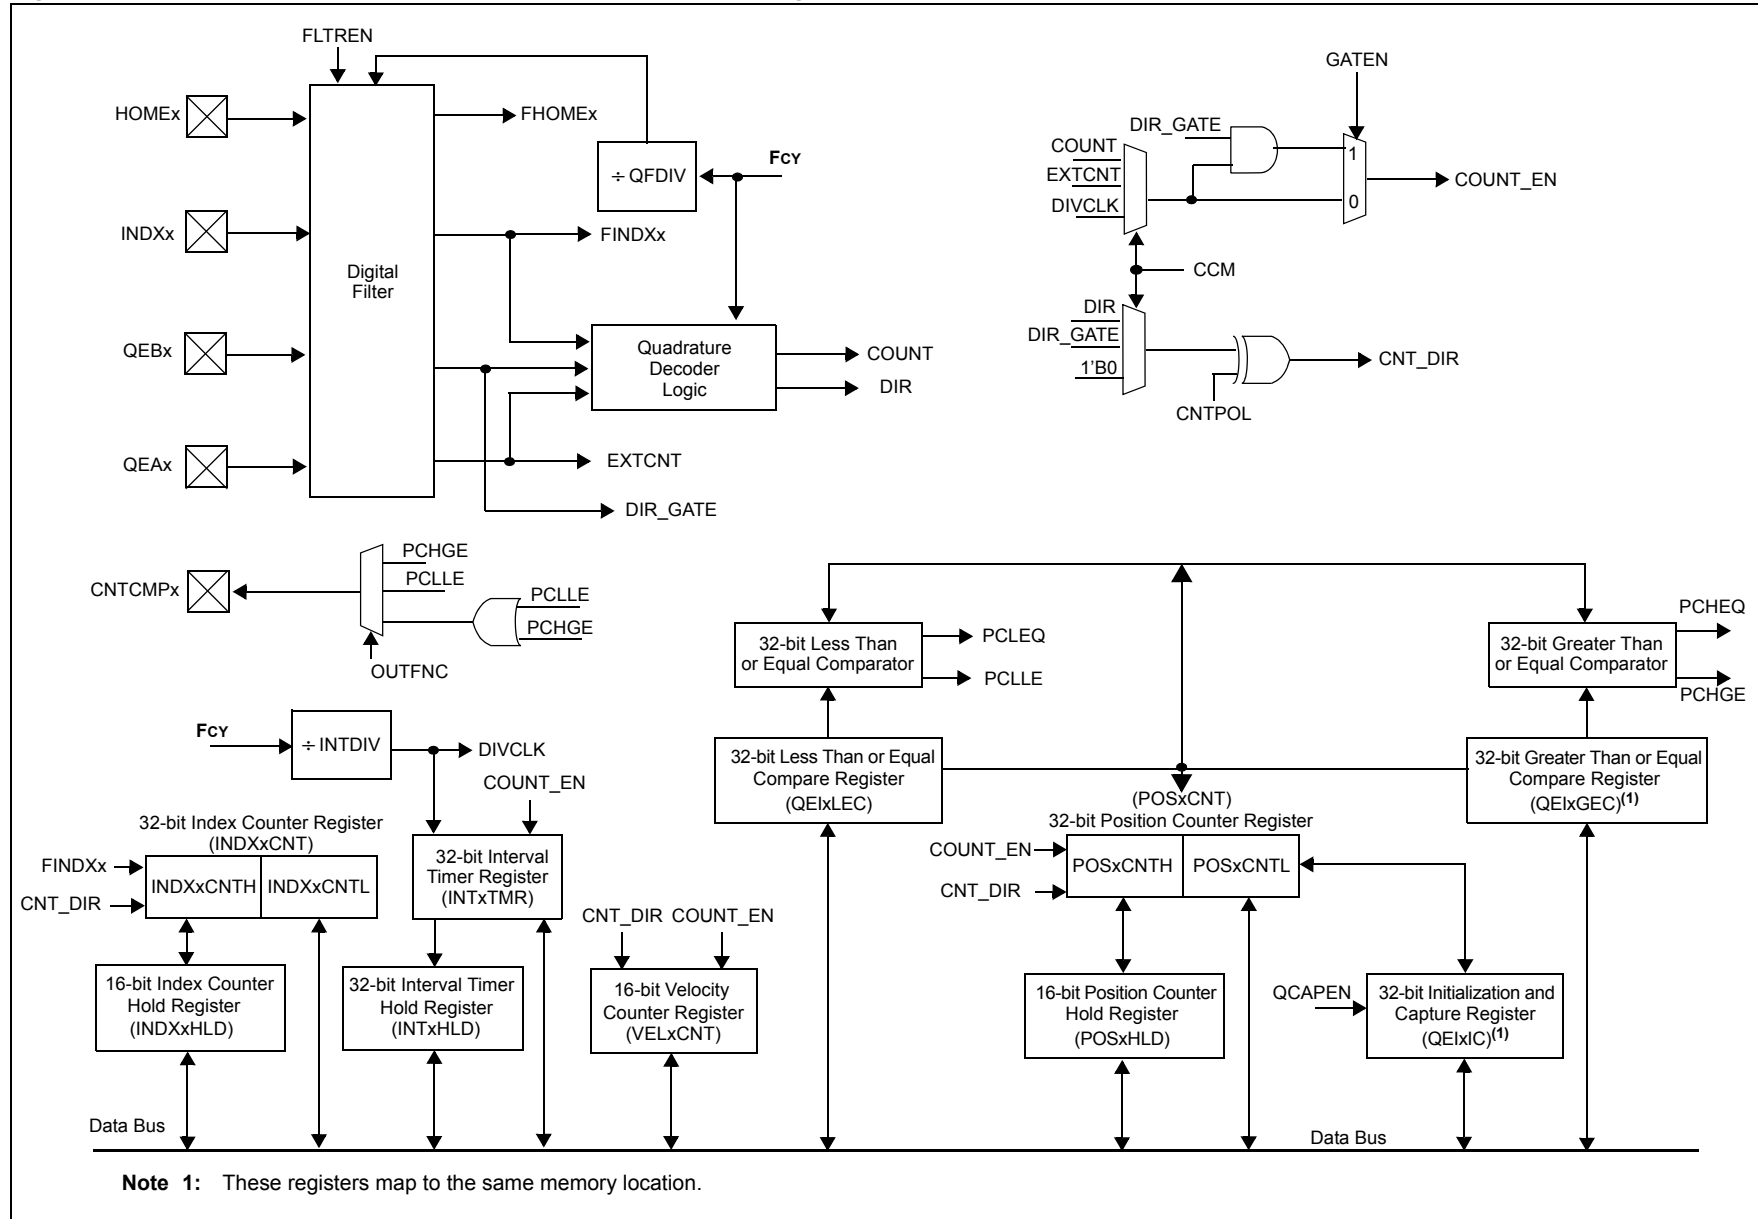 FLTREN
HOMEx
FHOMEx
÷ QFDIV
FCY
INDXx
FINDXx
Digital
Filter
QEBx
Quadrature
Decoder
Logic
COUNT
DIR
QEAx
EXTCNT
DIR_GATE
GATEN
DIR_GATE
COUNT
EXTCNT
DIVCLK
1
0
COUNT_EN
CCM
DIR
DIR_GATE
1'B0
CNTPOL
CNT_DIR
CNTCMPx
PCHGE
PCLLE
PCLLE
PCHGE
OUTFNC
32-bit Less Than
or Equal Comparator
PCLEQ
PCLLE
32-bit Greater Than
or Equal Comparator
PCHEQ
PCHGE
FCY
÷ INTDIV
DIVCLK
COUNT_EN
32-bit Less Than or Equal
Compare Register
(QEIxLEC)
32-bit Greater Than or Equal
Compare Register
(QEIxGEC)(1)
32-bit Index Counter Register
(INDXxCNT)
FINDXx
CNT_DIR
INDXxCNTH
INDXxCNTL
32-bit Interval
Timer Register
(INTxTMR)
(POSxCNT)
32-bit Position Counter Register
COUNT_EN
CNT_DIR
POSxCNTH
POSxCNTL
CNT_DIR
COUNT_EN
16-bit Index Counter
Hold Register
(INDXxHLD)
32-bit Interval Timer
Hold Register
(INTxHLD)
16-bit Velocity
Counter Register
(VELxCNT)
16-bit Position Counter
Hold Register
(POSxHLD)
QCAPEN
32-bit Initialization and
Capture Register
(QEIxIC)(1)
Data Bus
Data Bus
Note 1: These registers map to the same memory location.